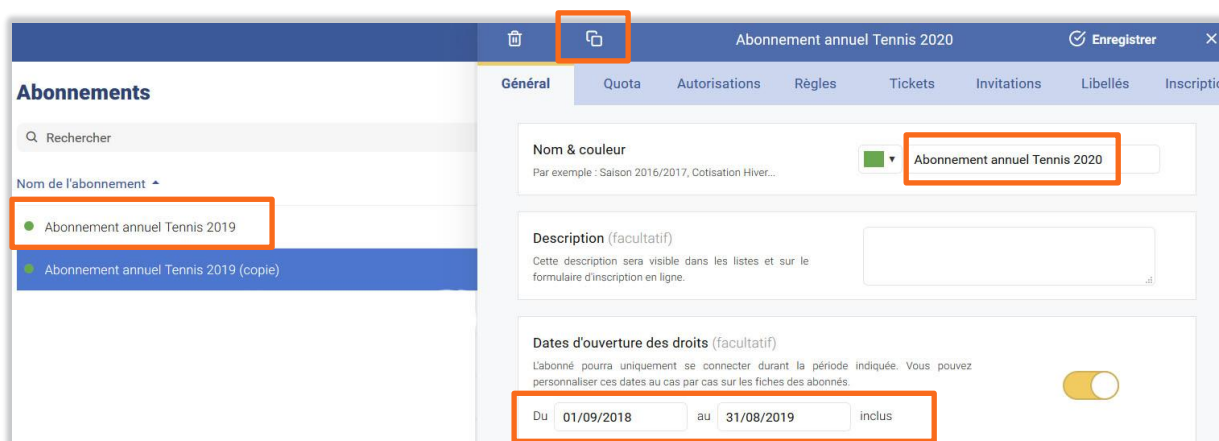 Abonnement annuel Tennis 2020
Enregistrer
Abonnements
Rechercher
Nom de l'abonnement
Abonnement annuel Tennis 2019
Abonnement annuel Tennis 2019 (copie)
Général Quota Autorisations Règles Tickets Invitations Libellés Inscriptio
Nom & couleur
Par exemple : Saison 2016/2017, Cotisation Hiver...
Abonnement annuel Tennis 2020
Description (facultatif)
Cette description sera visible dans les listes et sur le
formulaire d'inscription en ligne.
Dates d'ouverture des droits (facultatif)
L'abonné pourra uniquement se connecter durant la période indiquée. Vous pouvez
personnaliser ces dates au cas par cas sur les fiches des abonnés.
Du 01/09/2018 au 31/08/2019 inclus